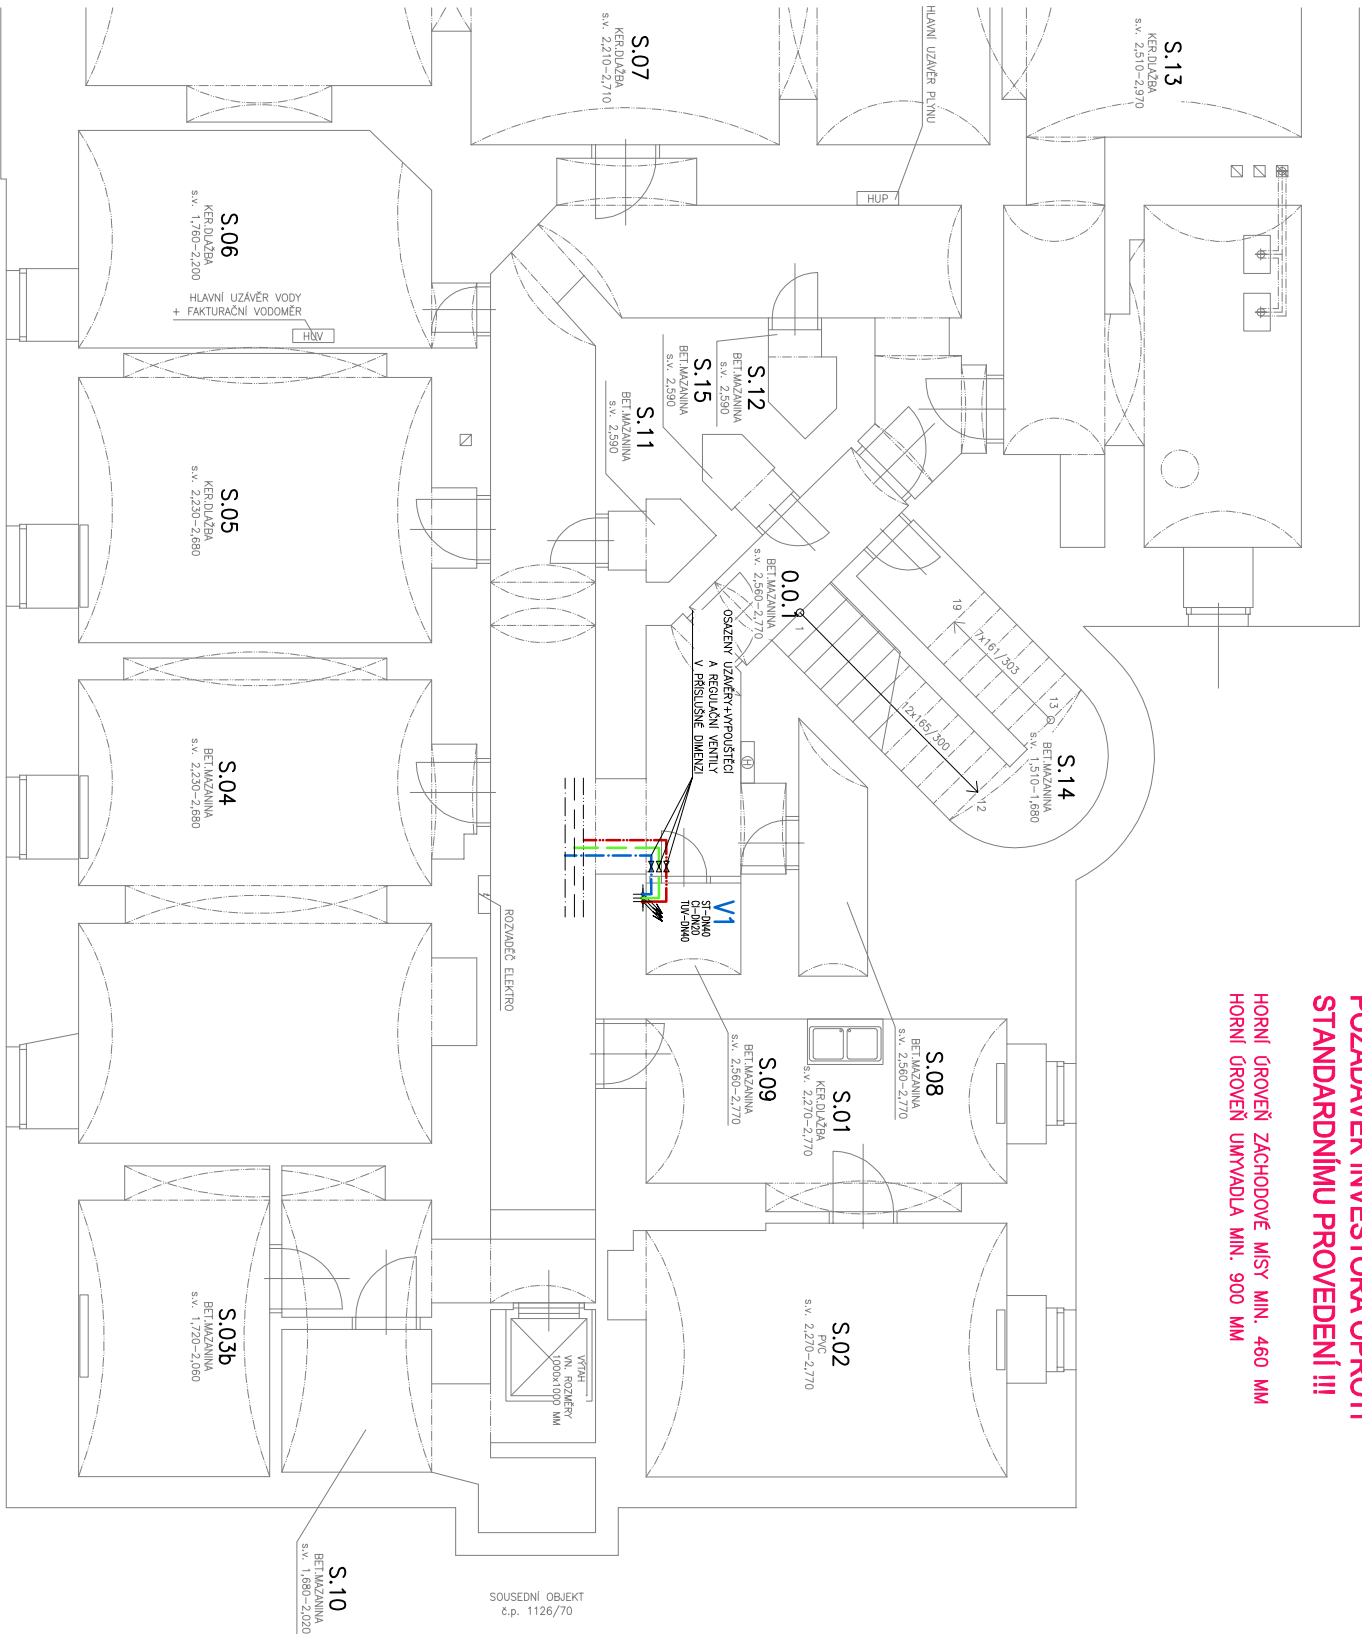 S.07
KER.DLAŽBA
s.v. 2,210-2,710
HLAVNÍ UZÁVĚR PLYNU
HUP
S.13
KER.DLAŽBA
s.v. 2,510-2,970
S.06
KER.DLAŽBA
s.v. 1,760-2,200
HLAVNÍ UZÁVĚR VODY
+ FAKTURAČNÍ VODOMĚR
HUV
S.12
BET.MAZANINA
s.v. 2,590
S.15
BET.MAZANINA
s.v. 2,590
S.11
BET.MAZANINA
s.v. 2,590
S.05
KER.DLAŽBA
s.v. 2,230-2,680
0.0.1
BET.MAZANINA
s.v. 2,560-2,770
1
19
7x161/303
13
12x165/300
12
S.14
BET.MAZANINA
s.v. 1,510-1,680
OSAZENY UZÁVĚRY+VYPOUŠTĚCÍ
A REGULAČNÍ VENTILY
V PŘÍSLUŠNÉ DIMENZI
H
S.04
BET.MAZANINA
s.v. 2,230-2,680
V1
ST-DN40
CI-DN20
TUV-DN40
ROZVADĚČ ELEKTRO
S.09
BET.MAZANINA
s.v. 2,560-2,770
S.08
BET.MAZANINA
s.v. 2,560-2,770
S.01
KER.DLAŽBA
s.v. 2,270-2,770
S.02
PVC
s.v. 2,270-2,770
S.03b
BET.MAZANINA
s.v. 1,720-2,060
VÝTAH
VN. ROZMĚRY
1000x1000 MM
S.10
BET.MAZANINA
s.v. 1,680-2,020
SOUSEDNÍ OBJEKT
č.p. 1126/70
POŽADAVEK INVESTORA OPROTI
STANDARDNÍMU PROVEDENÍ !!!
HORNÍ ÚROVEŇ ZÁCHODOVÉ MÍSY MIN. 460 MM
HORNÍ ÚROVEŇ UMYVADLA MIN. 900 MM